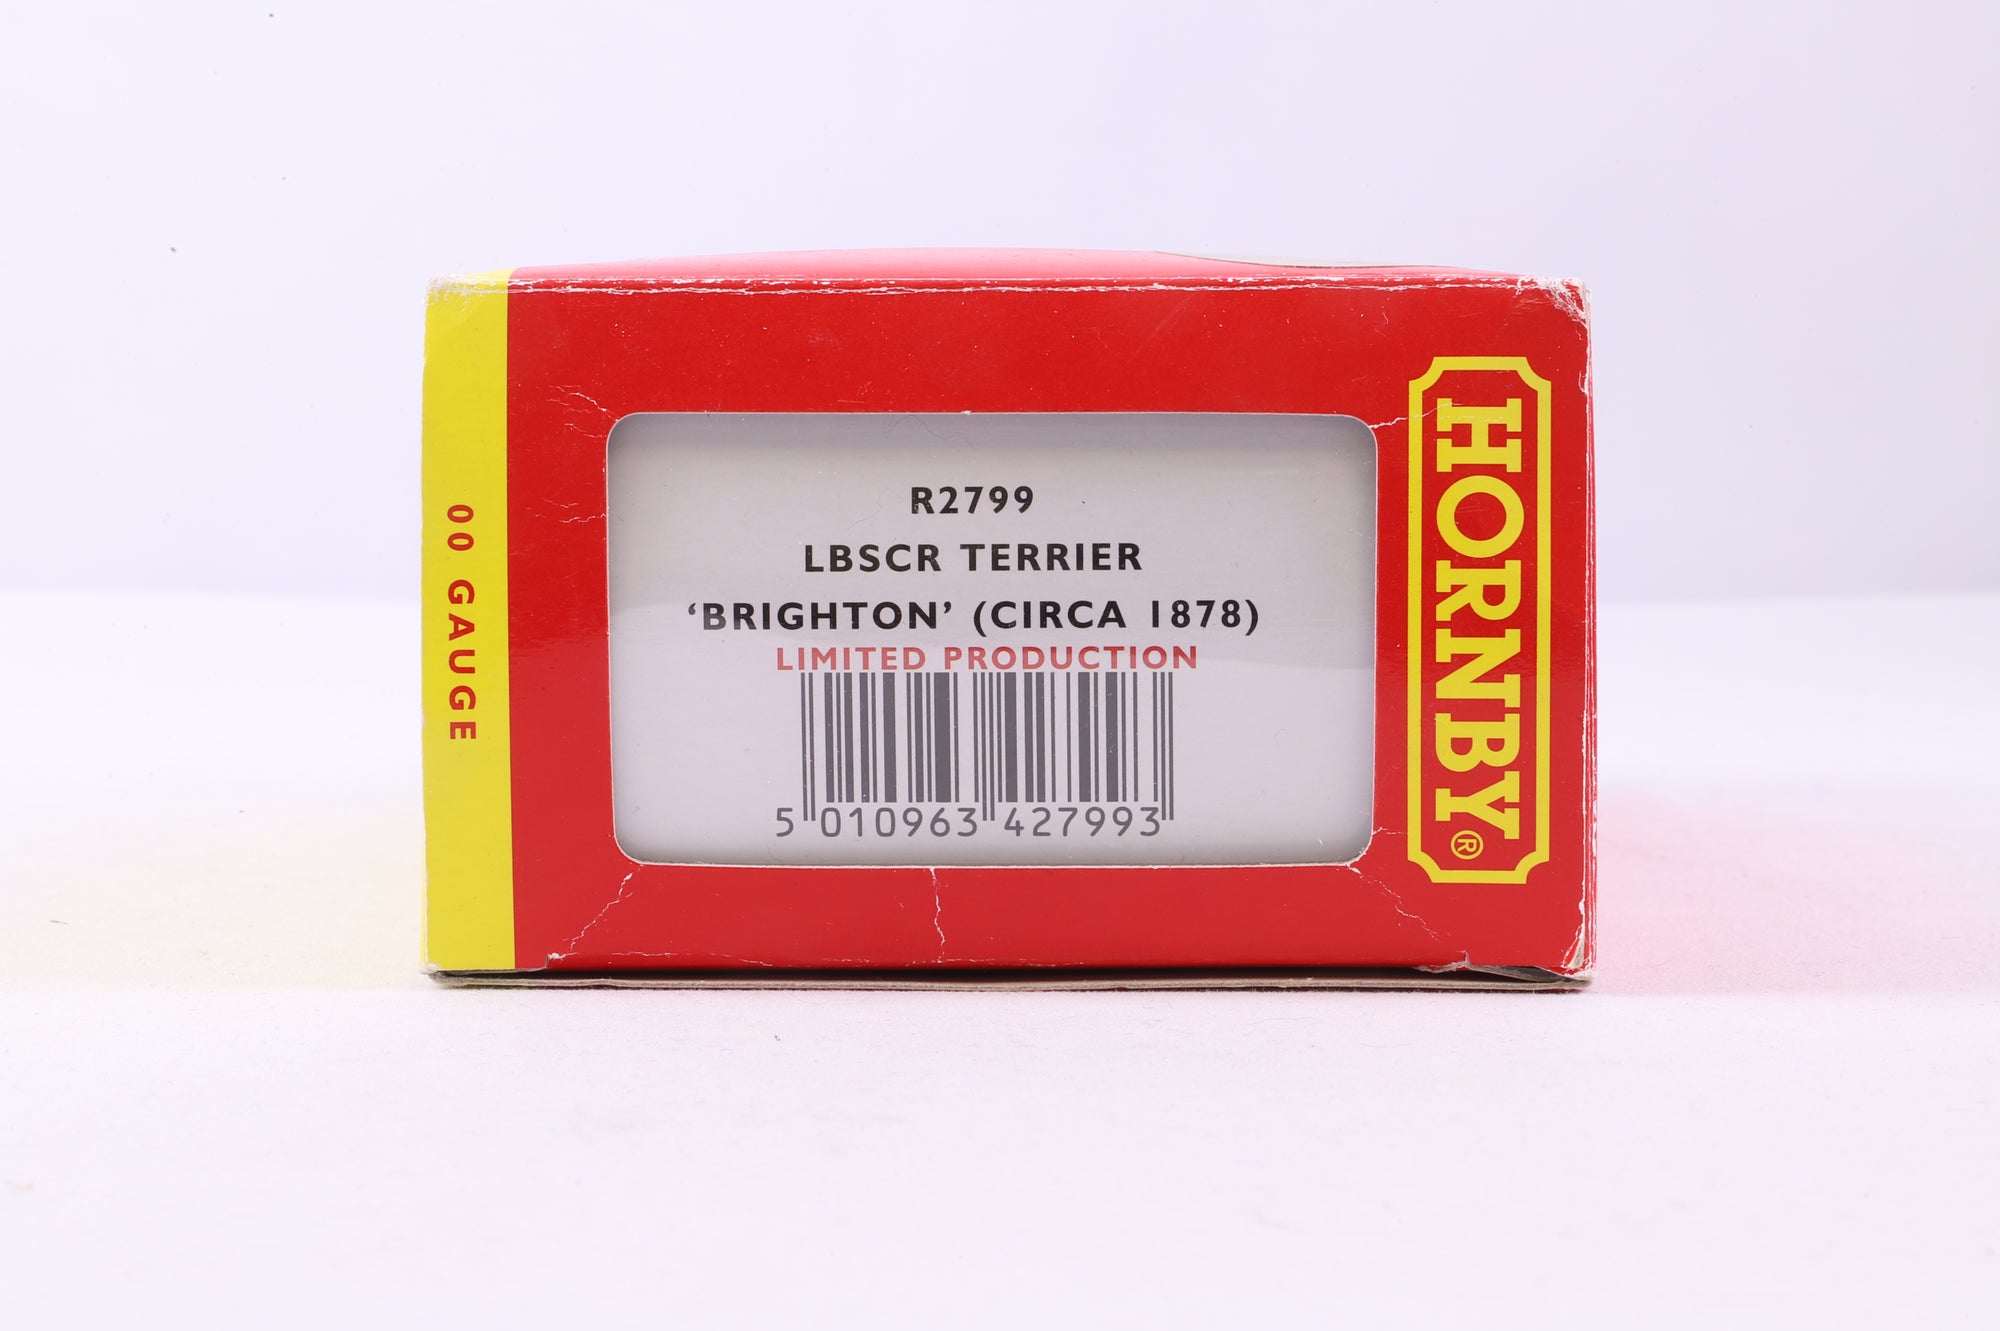 00 GAUGE
R2799
LBSCR TERRIER
‘BRIGHTON’ (CIRCA 1878)
LIMITED PRODUCTION
5 010963 427993
HORNBY®